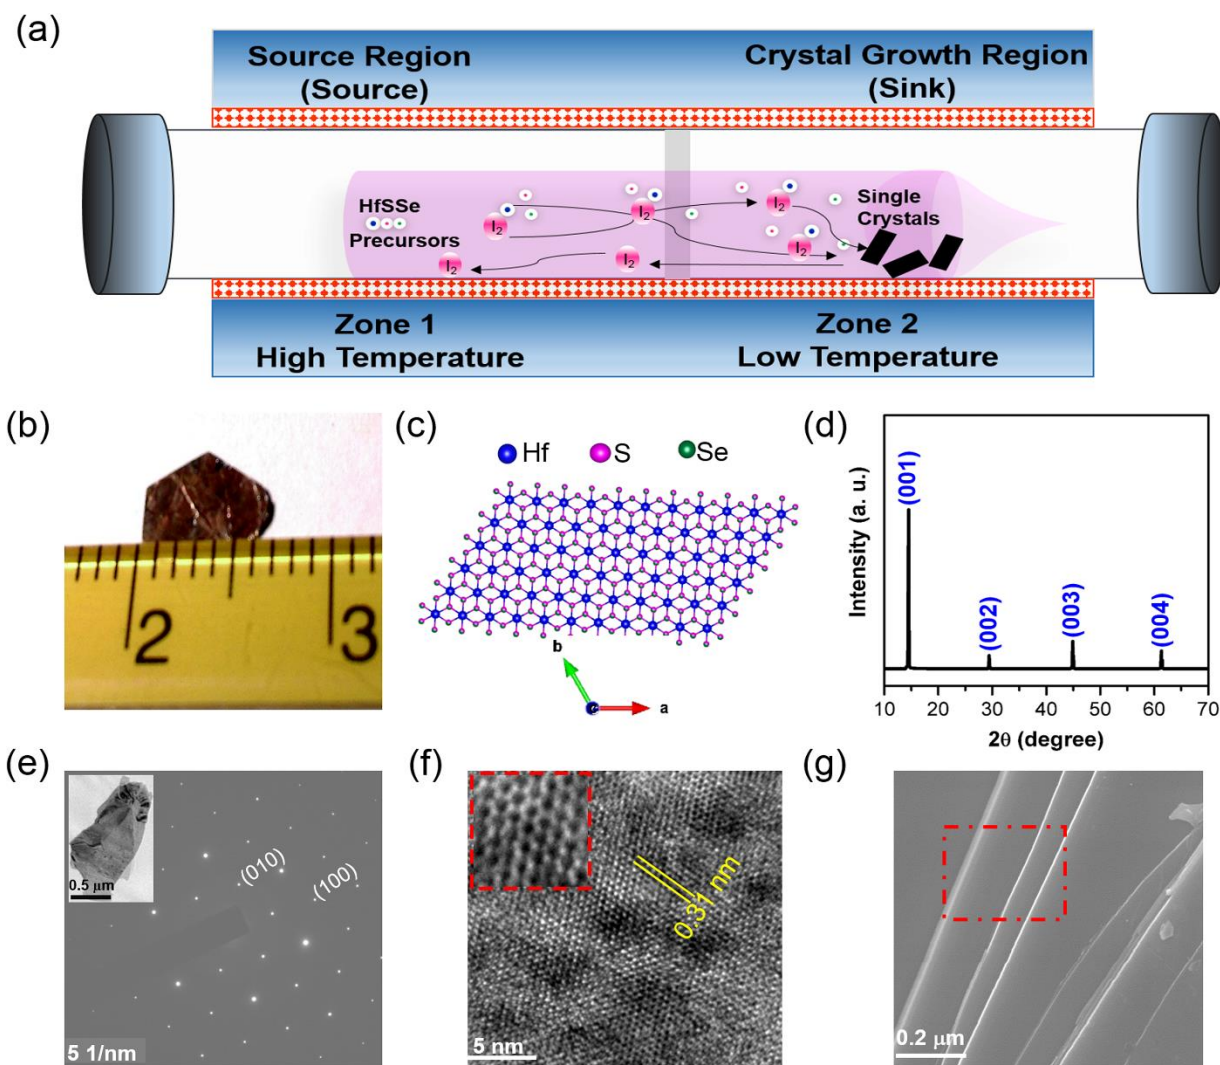 (a)
Source Region
(Source)
Crystal Growth Region
(Sink)
HfSSe
Precursors
I2
I2
I2
I2
I2
I2
Single
Crystals
Zone 1
High Temperature
Zone 2
Low Temperature
(b)
2
3
(c)
Hf
S
Se
b
a
(d)
Intensity (a. u.)
(001)
(002)
(003)
(004)
10
20
30
40
50
60
70
2θ (degree)
(e)
0.5 μm
(010)
(100)
5 1/nm
(f)
0.31 nm
5 nm
(g)
0.2 μm